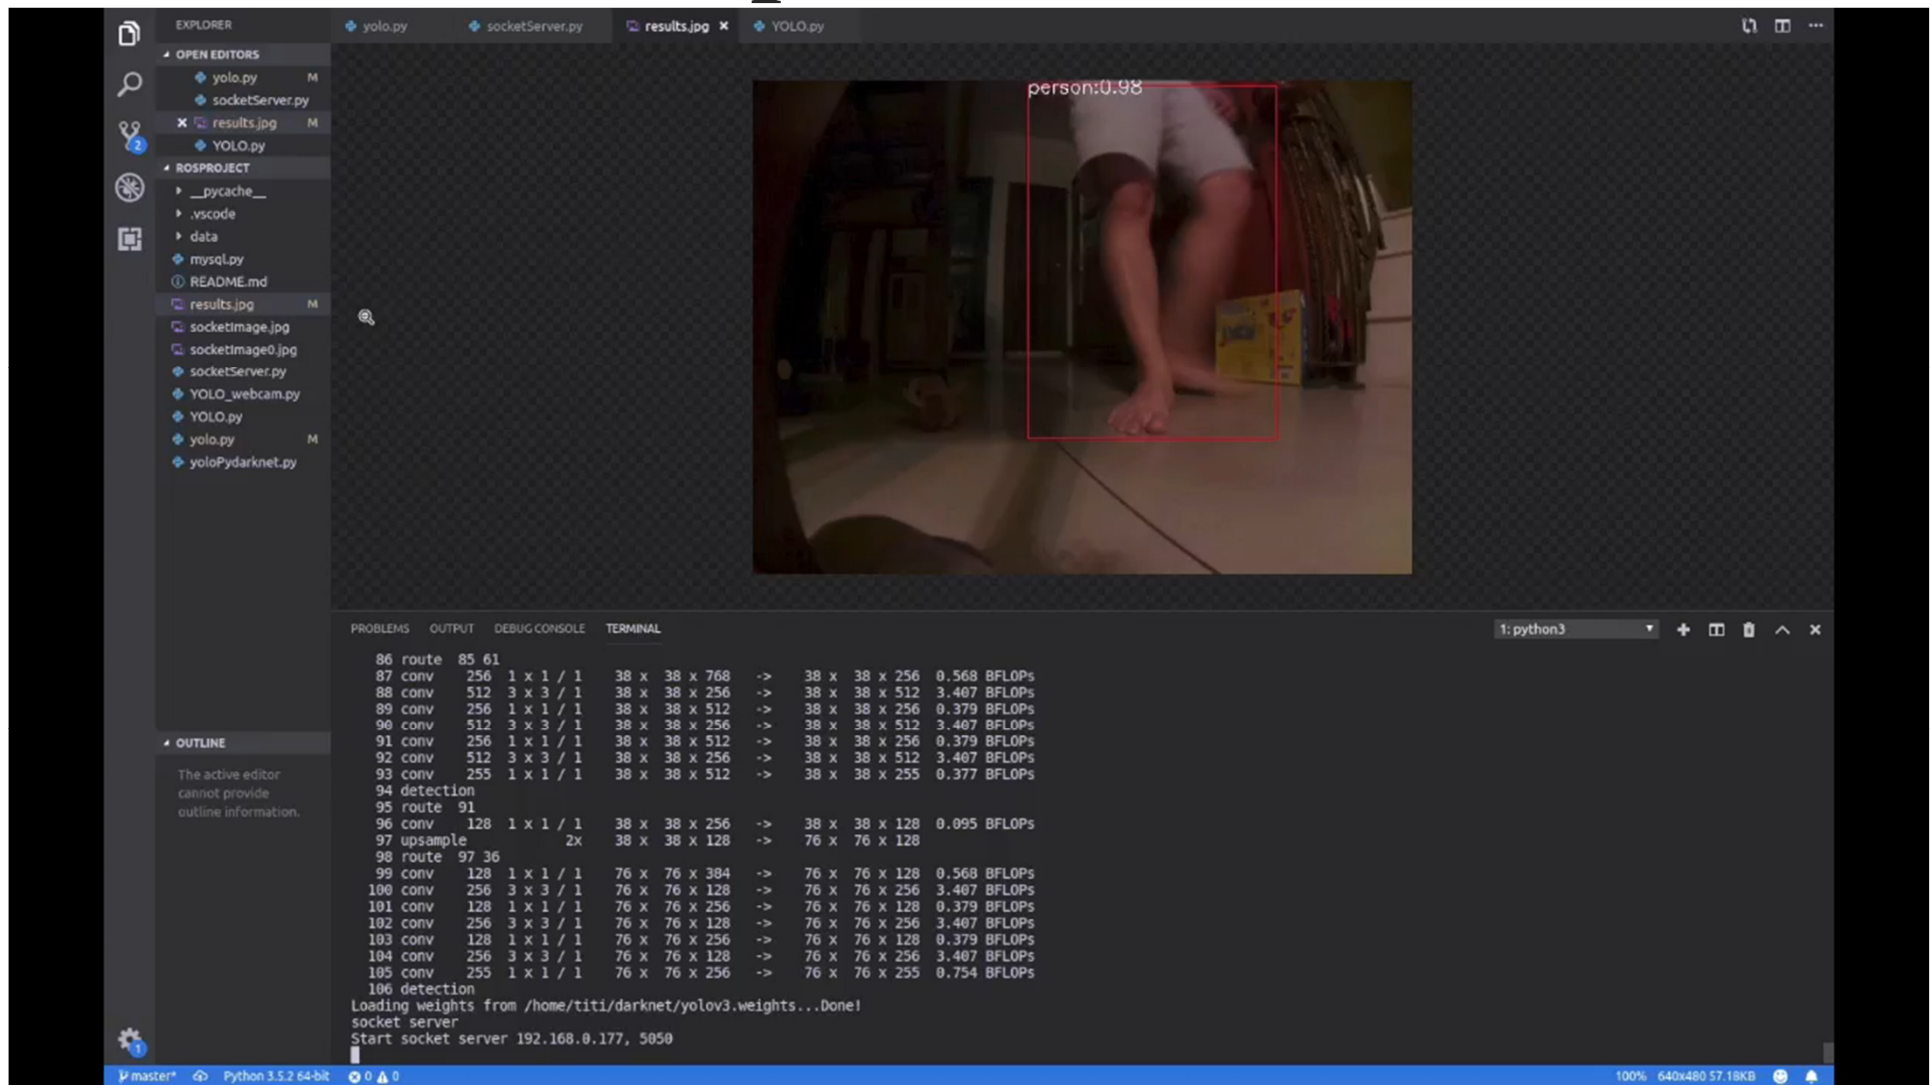 EXPLORER
OPEN EDITORS
yolo.py M
socketServer.py
results.jpg M
YOLO.py
ROSPROJECT
__pycache__
.vscode
data
mysql.py
README.md
results.jpg M
socketImage.jpg
socketImage0.jpg
socketServer.py
YOLO_webcam.py
YOLO.py
yolo.py M
yoloPydarknet.py
OUTLINE
The active editor
cannot provide
outline information.
2
1
yolo.py socketServer.py results.jpg YOLO.py
person:0.98
PROBLEMS OUTPUT DEBUG CONSOLE TERMINAL 1: python3
86 route 85 61
87 conv 256 1 x 1 / 1 38 x 38 x 768 -> 38 x 38 x 256 0.568 BFLOPs
88 conv 512 3 x 3 / 1 38 x 38 x 256 -> 38 x 38 x 512 3.407 BFLOPs
89 conv 256 1 x 1 / 1 38 x 38 x 512 -> 38 x 38 x 256 0.379 BFLOPs
90 conv 512 3 x 3 / 1 38 x 38 x 256 -> 38 x 38 x 512 3.407 BFLOPs
91 conv 256 1 x 1 / 1 38 x 38 x 512 -> 38 x 38 x 256 0.379 BFLOPs
92 conv 512 3 x 3 / 1 38 x 38 x 256 -> 38 x 38 x 512 3.407 BFLOPs
93 conv 255 1 x 1 / 1 38 x 38 x 512 -> 38 x 38 x 255 0.377 BFLOPs
94 detection
95 route 91
96 conv 128 1 x 1 / 1 38 x 38 x 256 -> 38 x 38 x 128 0.095 BFLOPs
97 upsample 2x 38 x 38 x 128 -> 76 x 76 x 128
98 route 97 36
99 conv 128 1 x 1 / 1 76 x 76 x 384 -> 76 x 76 x 128 0.568 BFLOPs
100 conv 256 3 x 3 / 1 76 x 76 x 128 -> 76 x 76 x 256 3.407 BFLOPs
101 conv 128 1 x 1 / 1 76 x 76 x 256 -> 76 x 76 x 128 0.379 BFLOPs
102 conv 256 3 x 3 / 1 76 x 76 x 128 -> 76 x 76 x 256 3.407 BFLOPs
103 conv 128 1 x 1 / 1 76 x 76 x 256 -> 76 x 76 x 128 0.379 BFLOPs
104 conv 256 3 x 3 / 1 76 x 76 x 128 -> 76 x 76 x 256 3.407 BFLOPs
105 conv 255 1 x 1 / 1 76 x 76 x 256 -> 76 x 76 x 255 0.754 BFLOPs
106 detection
Loading weights from /home/titi/darknet/yolov3.weights...Done!
socket server
Start socket server 192.168.0.177, 5050
master* Python 3.5.2 64-bit 0 0 100% 640x480 57.18KB